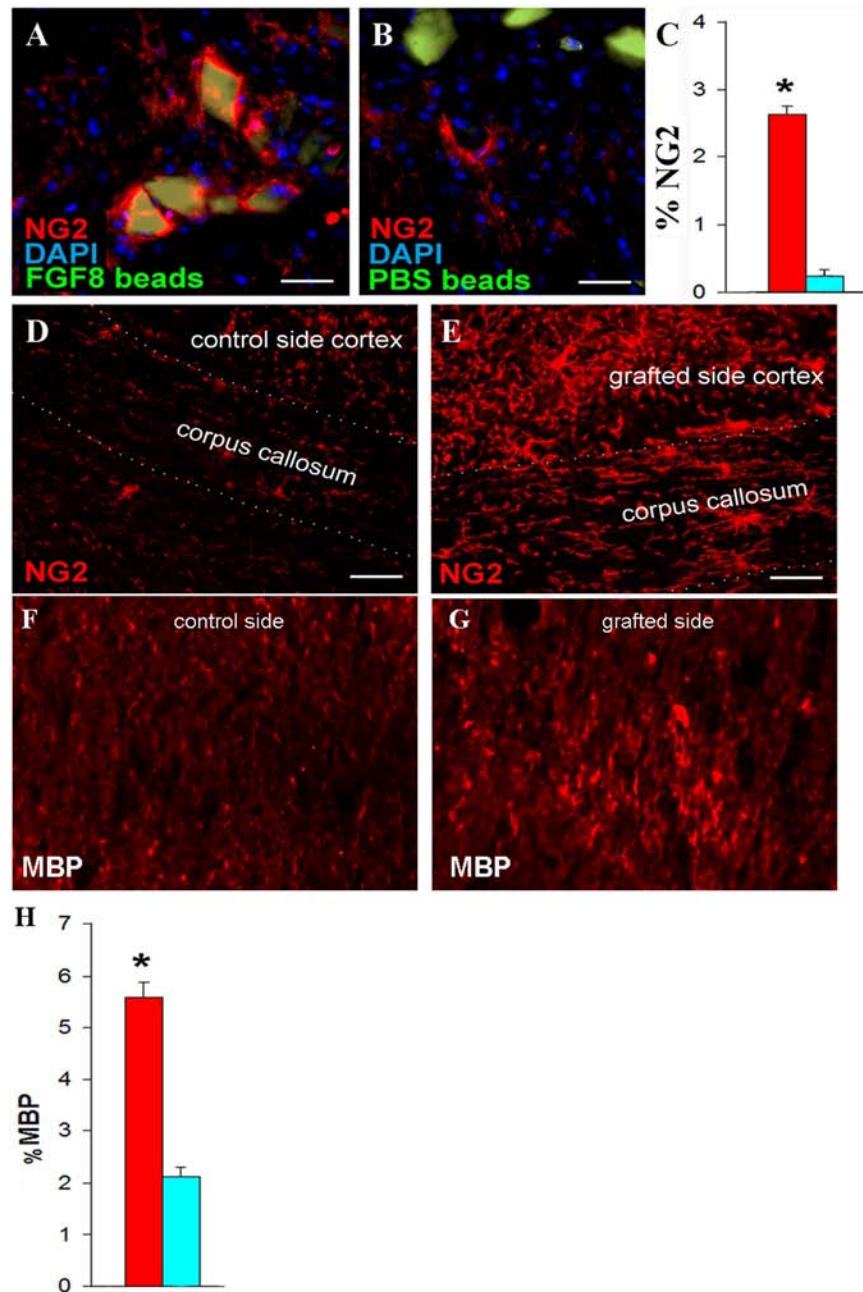 A
NG2
DAPI
FGF8 beads
B
NG2
DAPI
PBS beads
C
% NG2
4
3
2
1
0
*
D
control side cortex
corpus callosum
NG2
E
grafted side cortex
corpus callosum
NG2
F
control side
MBP
G
grafted side
MBP
H
%MBP
7
6
5
4
3
2
1
0
*